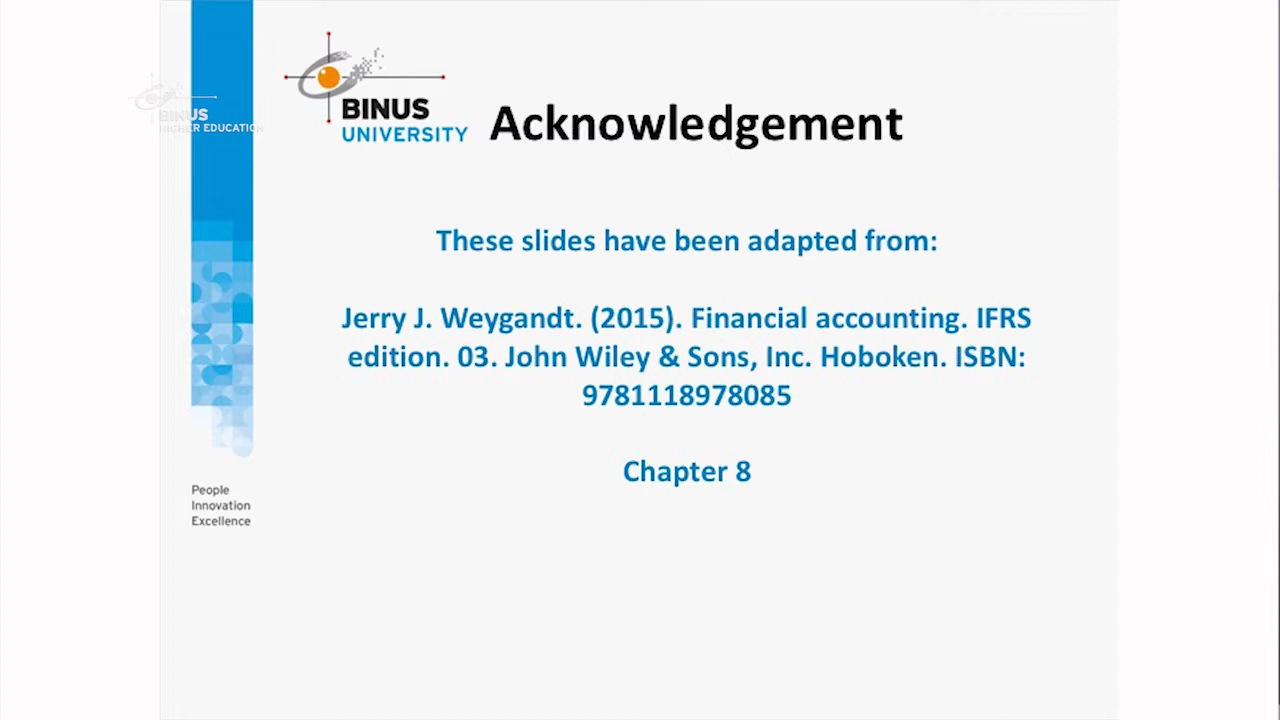 BINUS
UNIVERSITY
Acknowledgement
BINUS
HIGHER EDUCATION
These slides have been adapted from:
Jerry J. Weygandt. (2015). Financial accounting. IFRS
edition. 03. John Wiley & Sons, Inc. Hoboken. ISBN:
9781118978085
Chapter 8
People
Innovation
Excellence